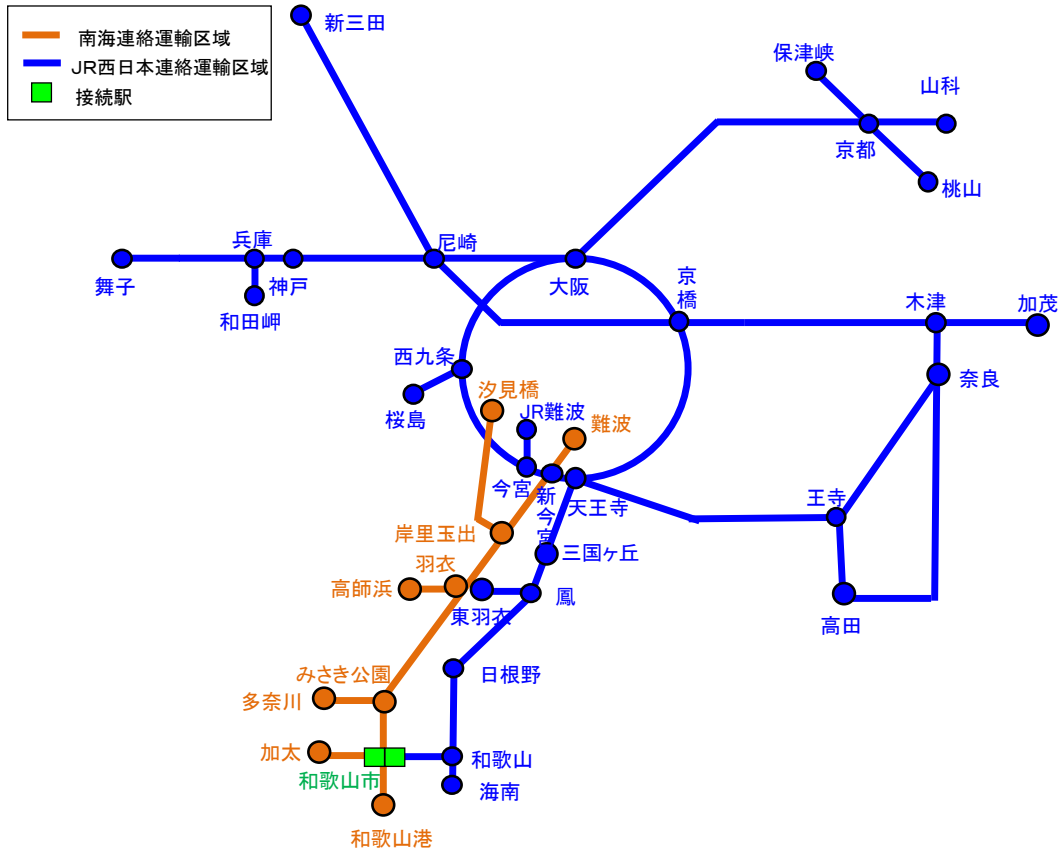 南海連絡運輸区域
JR西日本連絡運輸区域
接続駅
新三田
保津峡
山科
京都
桃山
兵庫
尼崎
舞子
神戸
大阪
京橋
和田岬
木津
加茂
西九条
奈良
汐見橋
桜島
JR難波
難波
今宮
新今宮
天王寺
王寺
岸里玉出
三国ヶ丘
羽衣
高師浜
東羽衣
鳳
高田
みさき公園
日根野
多奈川
加太
和歌山
和歌山市
海南
和歌山港